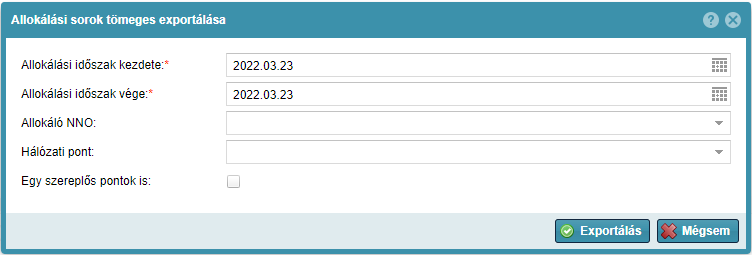 Allokálási sorok tömeges exportálása
Allokálási időszak kezdete:* 2022.03.23
Allokálási időszak vége:* 2022.03.23
Allokáló NNO:
Hálózati pont:
Egy szereplős pontok is:
Exportálás Mégsem